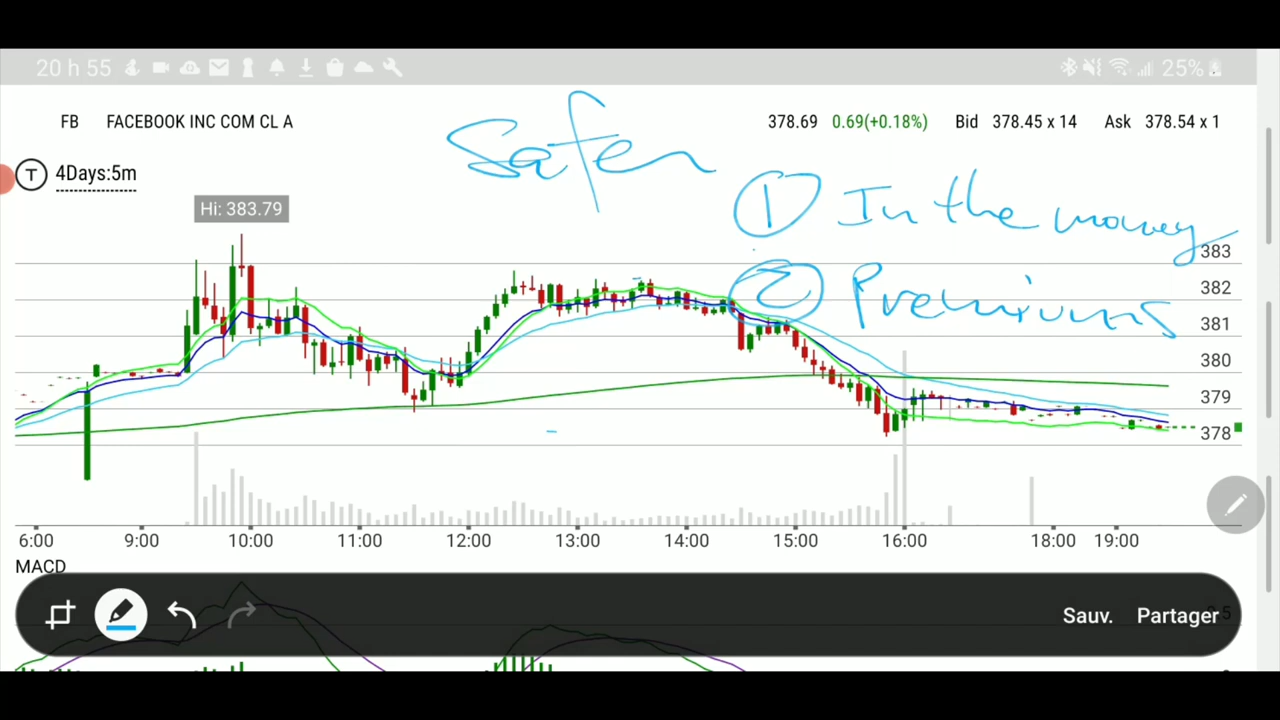 20 h 55 25%
FB FACEBOOK INC COM CL A 378.69 0.69(+0.18%) Bid 378.45 x 14 Ask 378.54 x 1
Safer
T 4Days:5m
① In the money
Hi: 383.79
② Premiums
383
382
381
380
379
378
6:00 9:00 10:00 11:00 12:00 13:00 14:00 15:00 16:00 18:00 19:00
MACD
Sauv. Partager